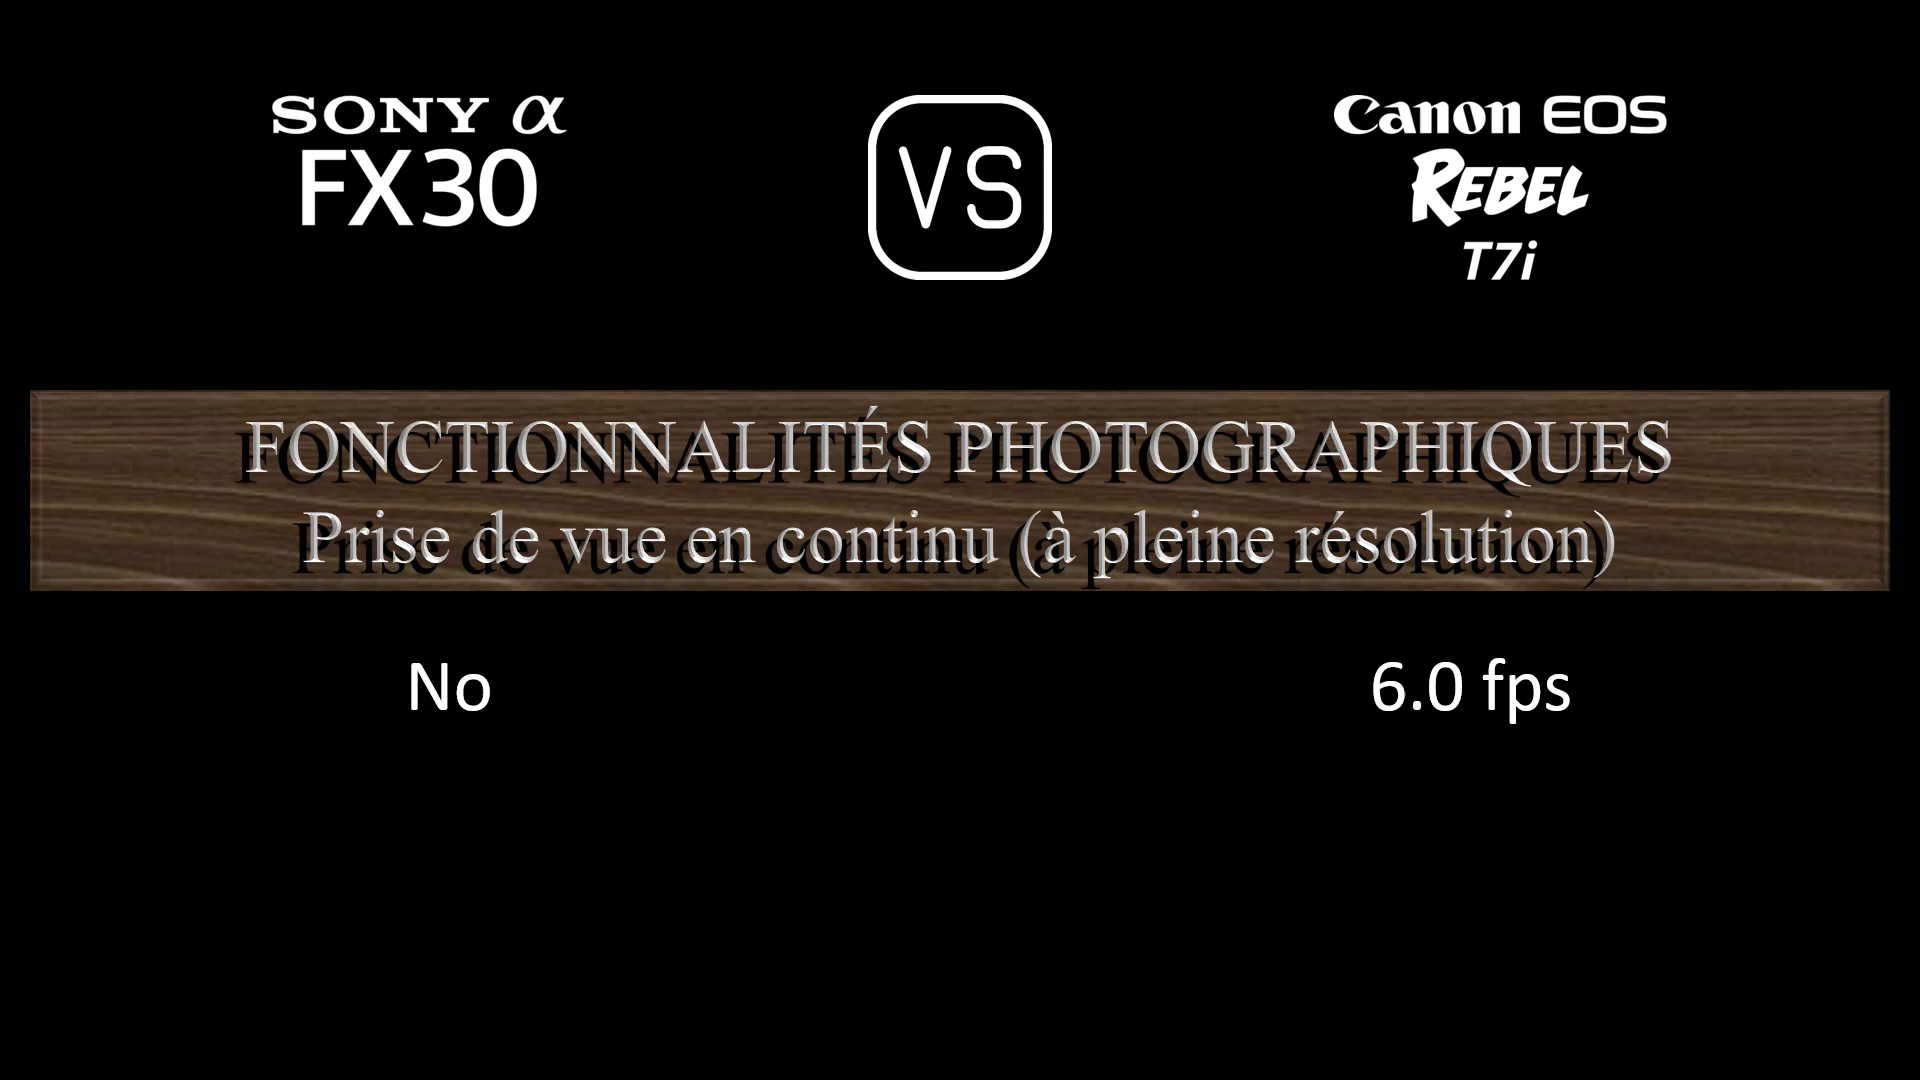 SONY α
FX30
VS
Canon EOS
REBEL
T7i
FONCTIONNALITÉS PHOTOGRAPHIQUES
Prise de vue en continu (à pleine résolution)
No
6.0 fps